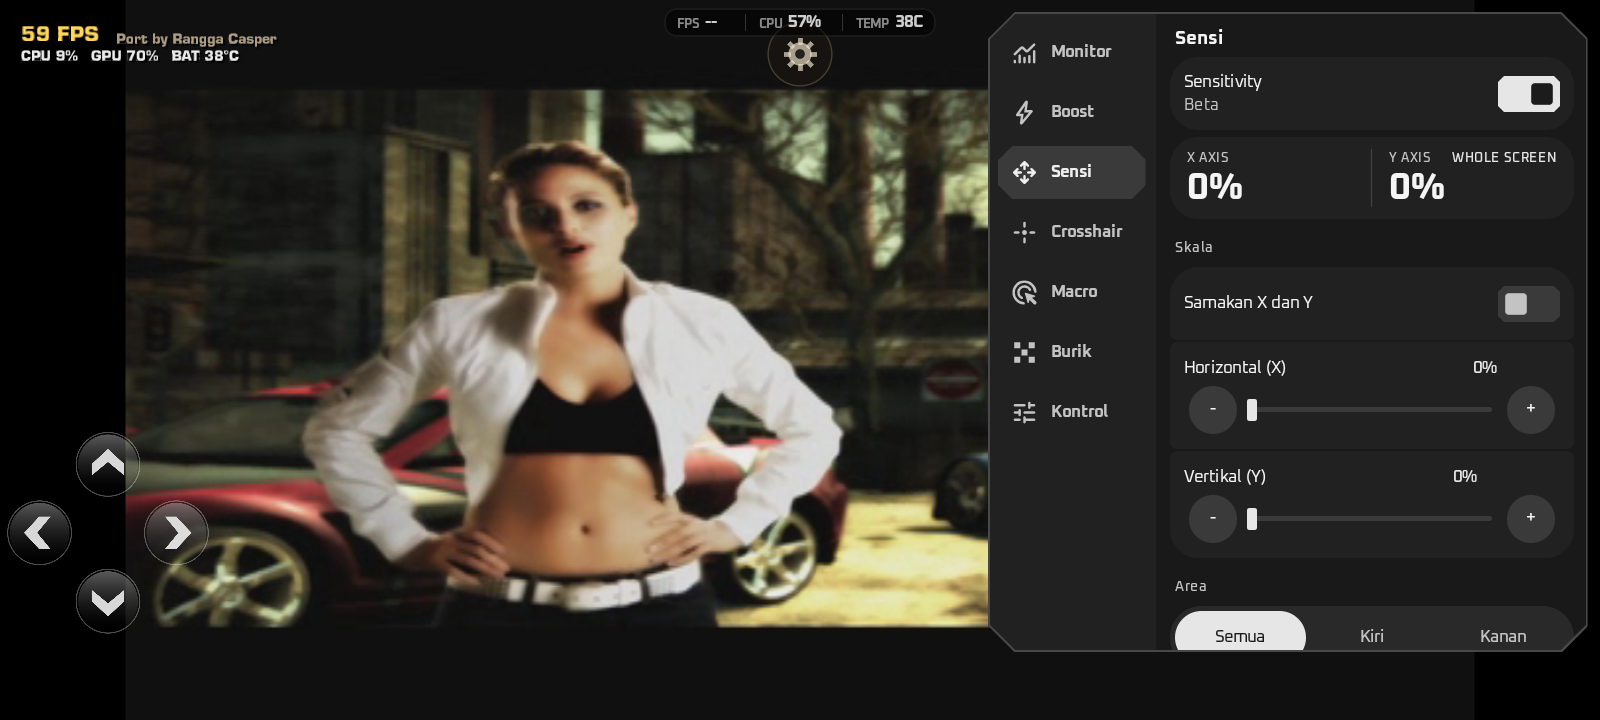 59 FPS
Port by Rangga Casper
CPU 9% GPU 70% BAT 38°C
FPS -- CPU 57% TEMP 38C
Monitor
Boost
Sensi
Crosshair
Macro
Burik
Kontrol
Sensi
Sensitivity
Beta
X AXIS
0%
Y AXIS WHOLE SCREEN
0%
Skala
Samakan X dan Y
Horizontal (X) 0%
- +
Vertikal (Y) 0%
- +
Area
Semua Kiri Kanan